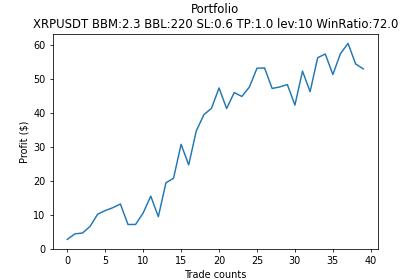 Portfolio
XRPUSDT BBM:2.3 BBL:220 SL:0.6 TP:1.0 lev:10 WinRatio:72.0
60
50
40
30
20
10
0
Profit ($)
0 5 10 15 20 25 30 35 40
Trade counts